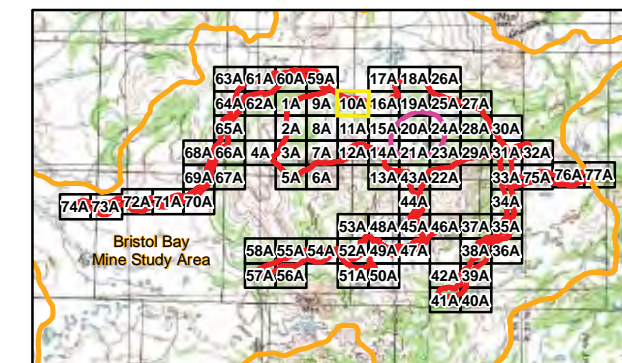 63A 61A 60A 59A 17A 18A 26A
64A 62A 1A 9A 10A 16A 19A 25A 27A
65A 2A 8A 11A 15A 20A 24A 28A 30A
68A 66A 4A 3A 7A 12A 14A 21A 23A 29A 31A 32A
69A 67A 5A 6A 13A 43A 22A 33A 75A 76A 77A
74A 73A 72A 71A 70A 44A 34A
53A 48A 45A 46A 37A 35A
Bristol Bay
Mine Study Area
58A 55A 54A 52A 49A 47A 38A 36A
57A 56A 51A 50A 42A 39A
41A 40A